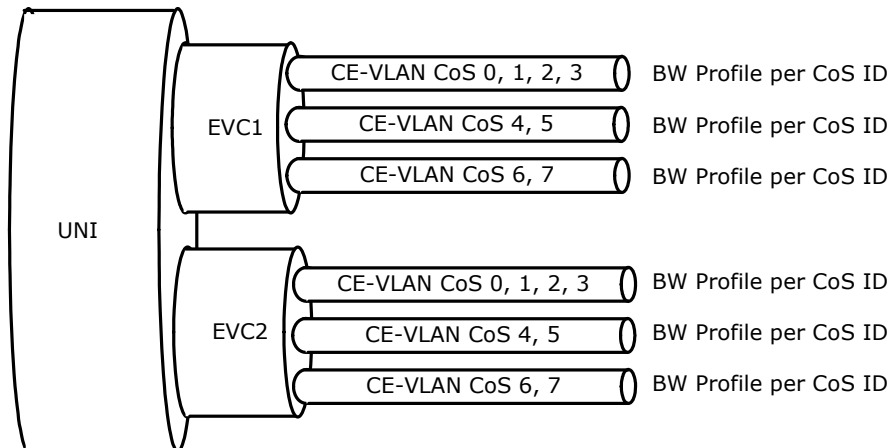 CE-VLAN CoS 0, 1, 2, 3 BW Profile per CoS ID
EVC1 CE-VLAN CoS 4, 5 BW Profile per CoS ID
CE-VLAN CoS 6, 7 BW Profile per CoS ID
UNI
CE-VLAN CoS 0, 1, 2, 3 BW Profile per CoS ID
EVC2 CE-VLAN CoS 4, 5 BW Profile per CoS ID
CE-VLAN CoS 6, 7 BW Profile per CoS ID